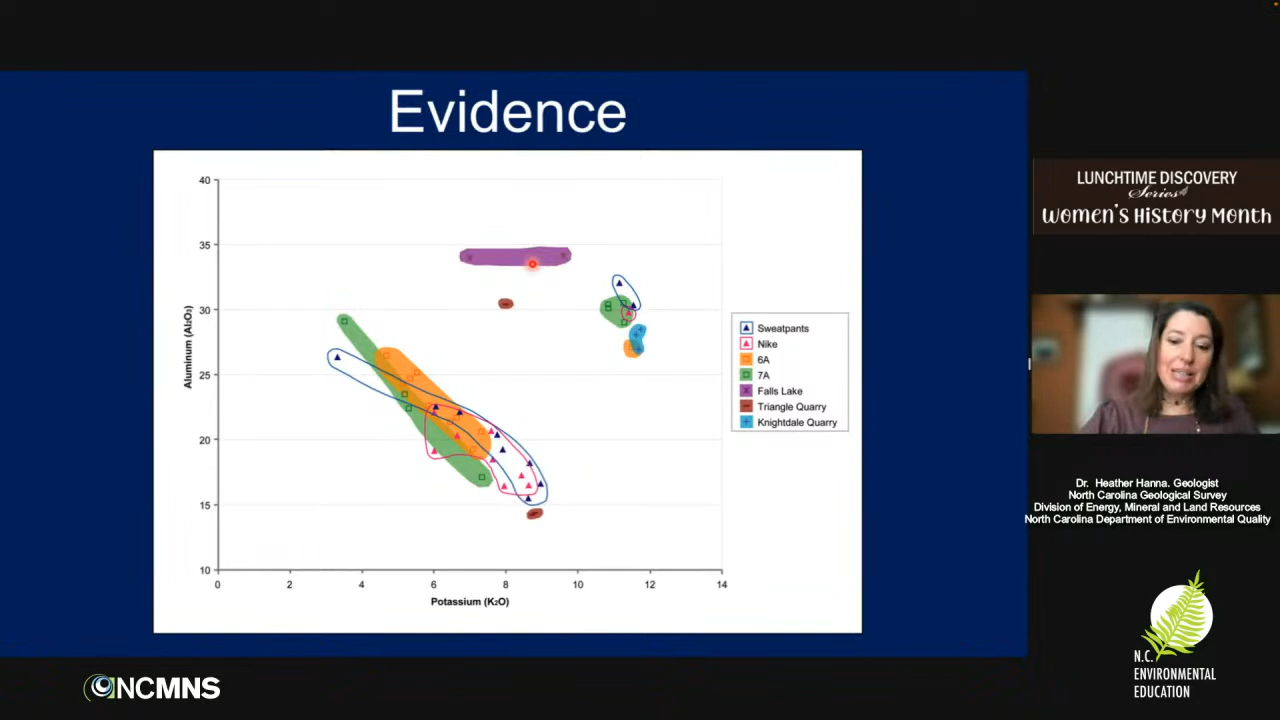 Evidence
40
35
30
25
20
15
10
0
2
4
6
8
10
12
14
Aluminum (Al₂O₃)
Potassium (K₂O)
Sweatpants
Nike
6A
7A
Falls Lake
Triangle Quarry
Knightdale Quarry
LUNCHTIME DISCOVERY
Series
Women's History Month
Dr. Heather Hanna. Geologist
North Carolina Geological Survey
Division of Energy, Mineral and Land Resources
North Carolina Department of Environmental Quality
NCMNS
N.C.
ENVIRONMENTAL
EDUCATION